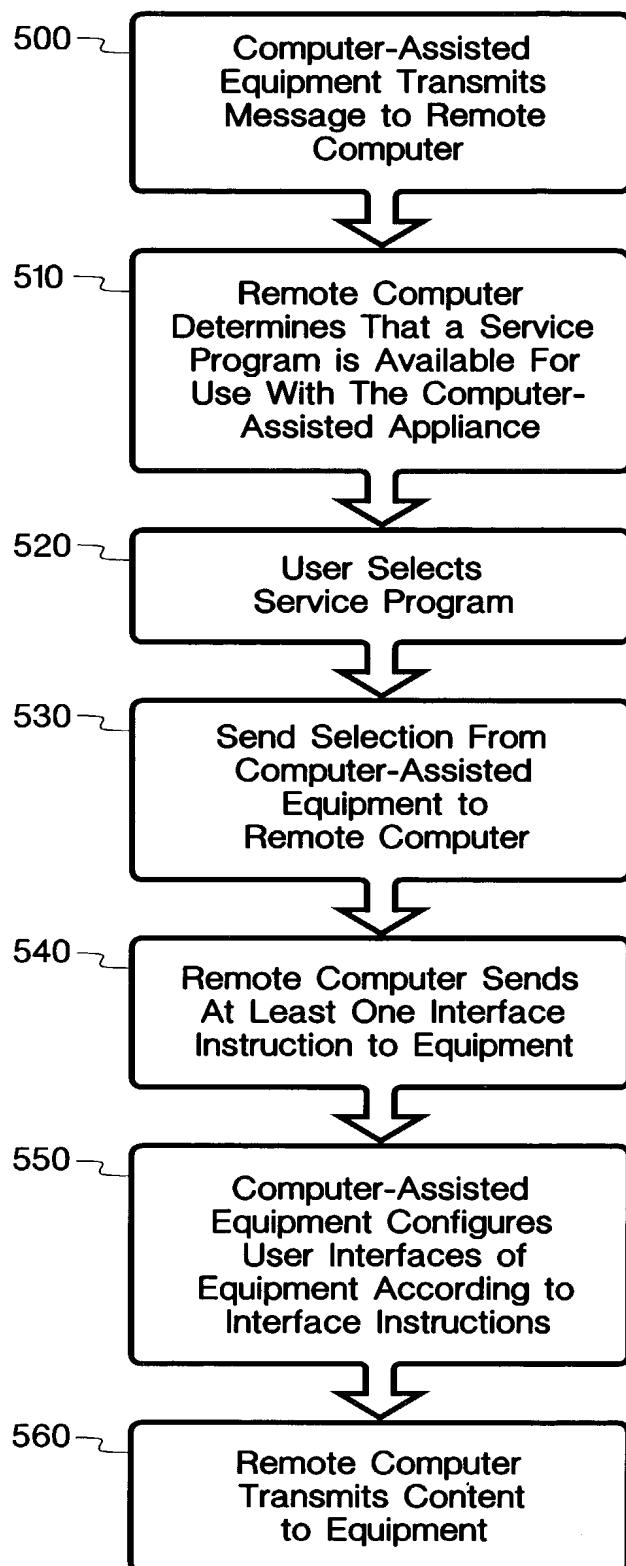 500
Computer-Assisted
Equipment Transmits
Message to Remote
Computer
510
Remote Computer
Determines That a Service
Program is Available For
Use With The Computer-
Assisted Appliance
520
User Selects
Service Program
530
Send Selection From
Computer-Assisted
Equipment to
Remote Computer
540
Remote Computer Sends
At Least One Interface
Instruction to Equipment
550
Computer-Assisted
Equipment Configures
User Interfaces of
Equipment According to
Interface Instructions
560
Remote Computer
Transmits Content
to Equipment